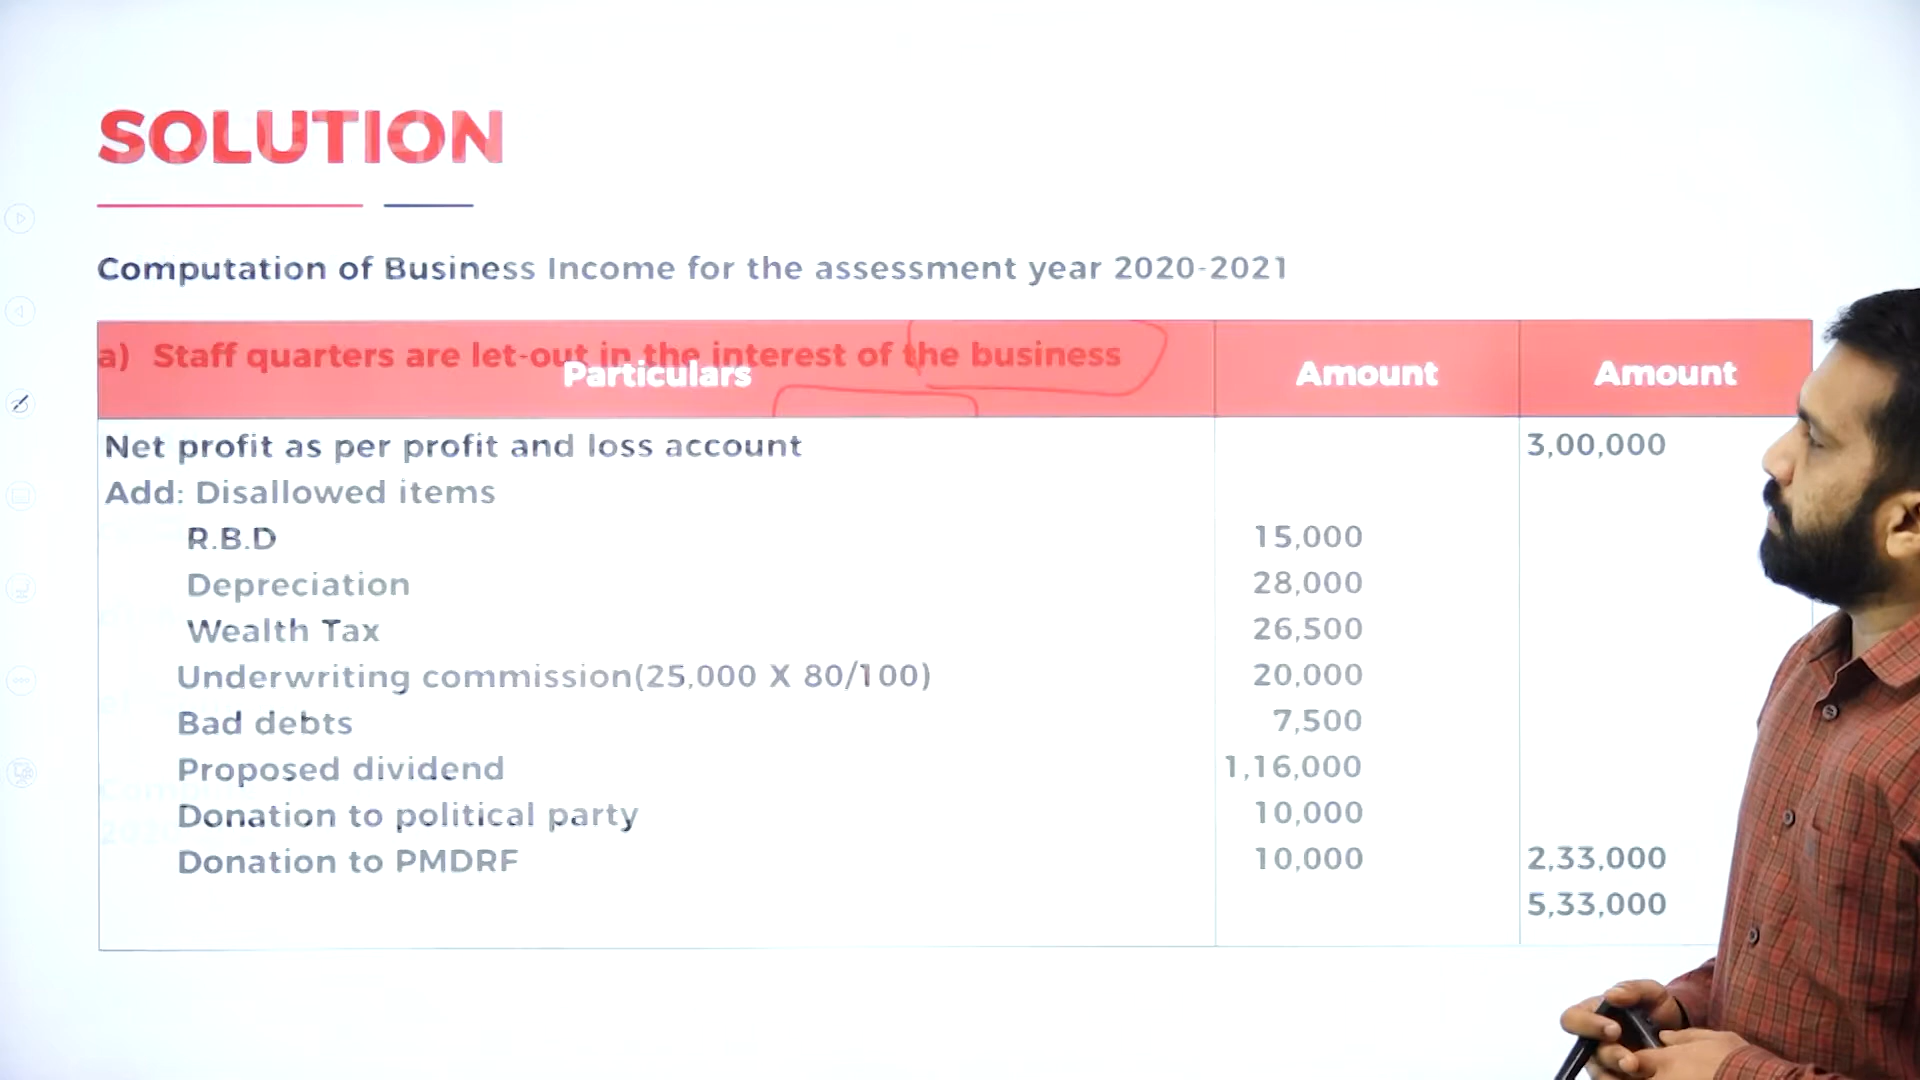 SOLUTION
Computation of Business Income for the assessment year 2020-2021
a) Staff quarters are let-out in the interest of the business
Particulars Amount Amount
Net profit as per profit and loss account 3,00,000
Add: Disallowed items
R.B.D 15,000
Depreciation 28,000
Wealth Tax 26,500
Underwriting commission(25,000 X 80/100) 20,000
Bad debts 7,500
Proposed dividend 1,16,000
Donation to political party 10,000
Donation to PMDRF 10,000 2,33,000
5,33,000